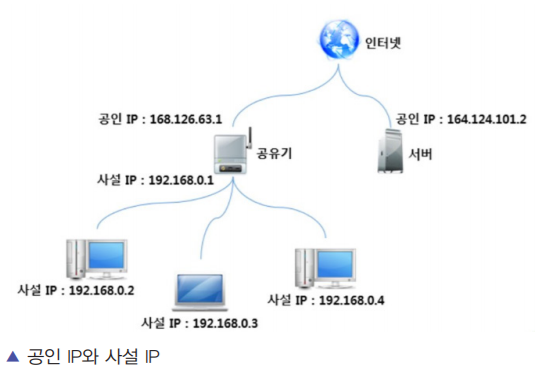 인터넷
공인 IP : 168.126.63.1
공인 IP : 164.124.101.2
공유기
서버
사설 IP : 192.168.0.1
사설 IP : 192.168.0.2
사설 IP : 192.168.0.4
사설 IP : 192.168.0.3
▲ 공인 IP와 사설 IP